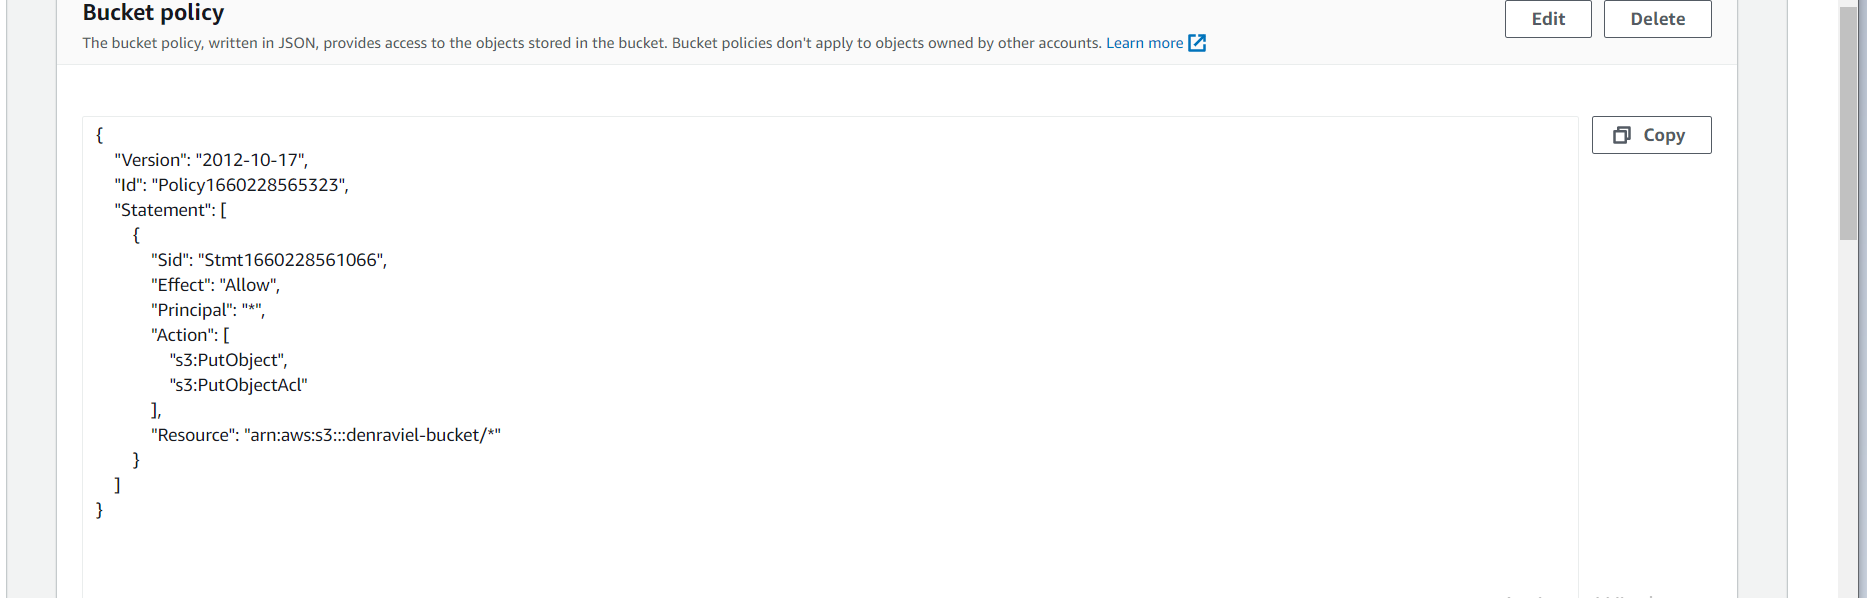 Bucket policy
Edit
Delete
The bucket policy, written in JSON, provides access to the objects stored in the bucket. Bucket policies don't apply to objects owned by other accounts. Learn more
Copy
{
"Version": "2012-10-17",
"Id": "Policy1660228565323",
"Statement": [
{
"Sid": "Stmt1660228561066",
"Effect": "Allow",
"Principal": "*",
"Action": [
"s3:PutObject",
"s3:PutObjectAcl"
],
"Resource": "arn:aws:s3:::denraviel-bucket/*"
}
]
}